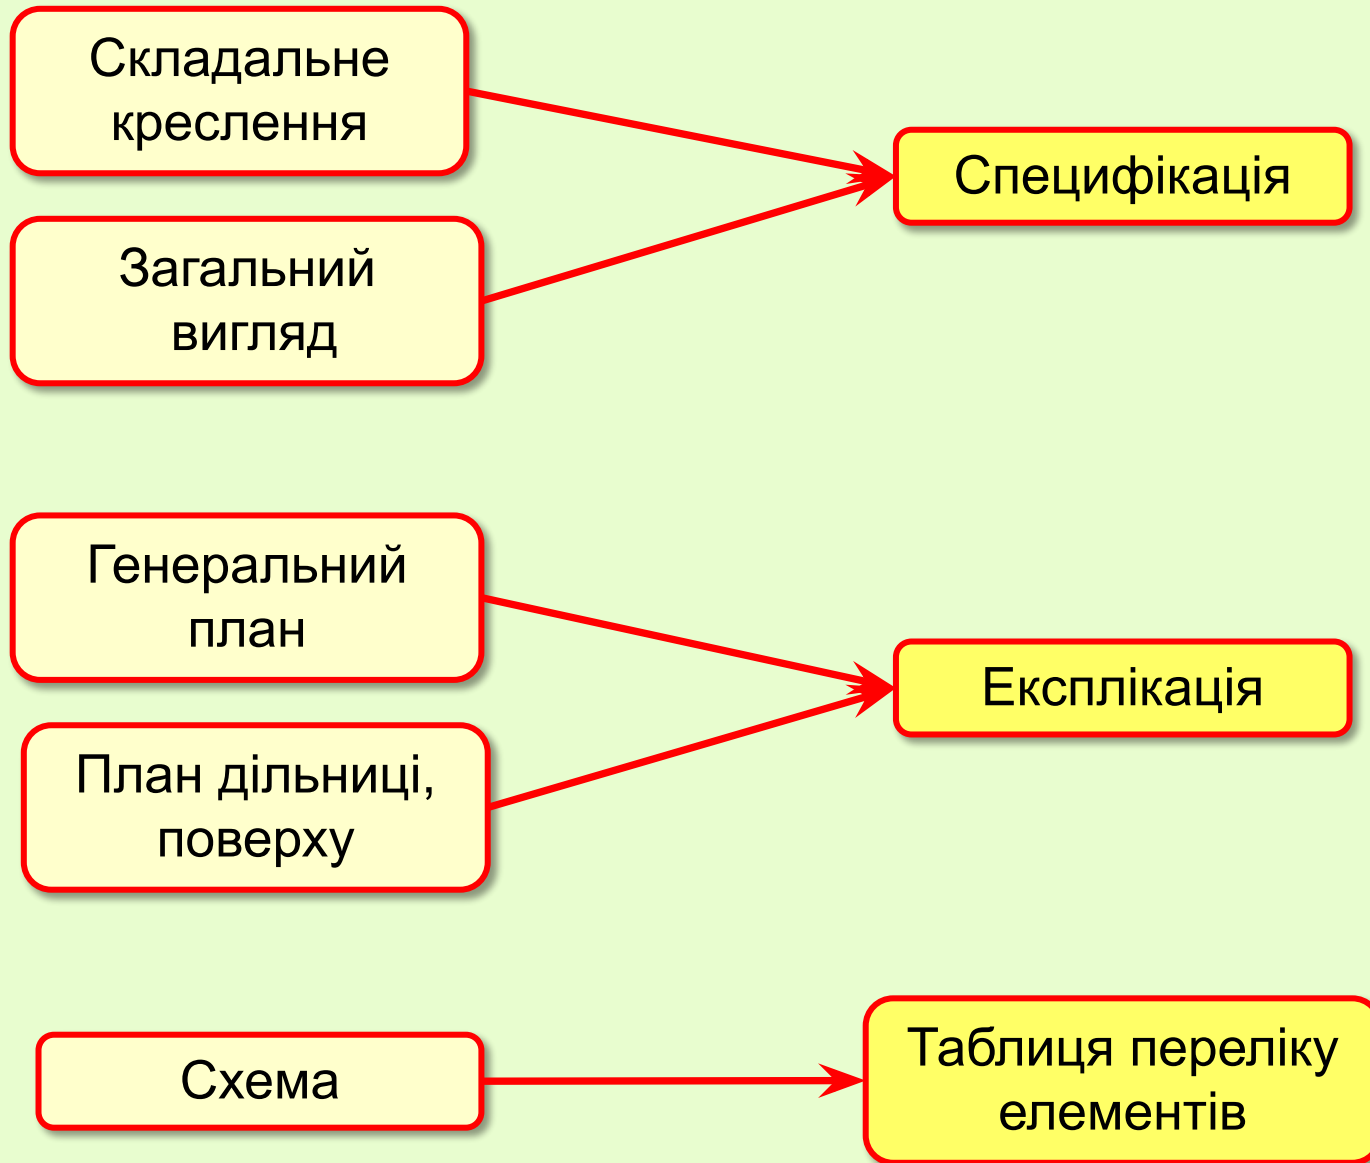 Складальне
креслення
Специфікація
Загальний
вигляд
Генеральний
план
Експлікація
План дільниці,
поверху
Схема
Таблиця переліку
елементів